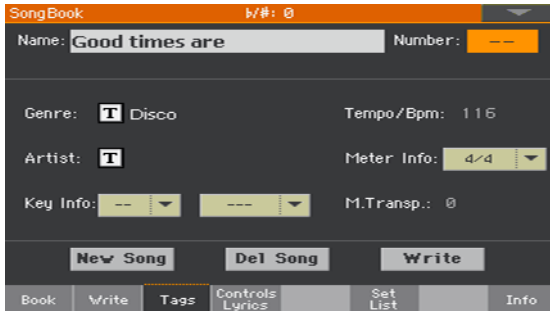 SongBook ♭/#: 0
Name: Good times are Number: --
Genre: T Disco Tempo/Bpm: 116
Artist: T Meter Info: 4/4
Key Info: -- --- M.Transp.: 0
New Song Del Song Write
Book Write Tags Controls Lyrics Set List Info